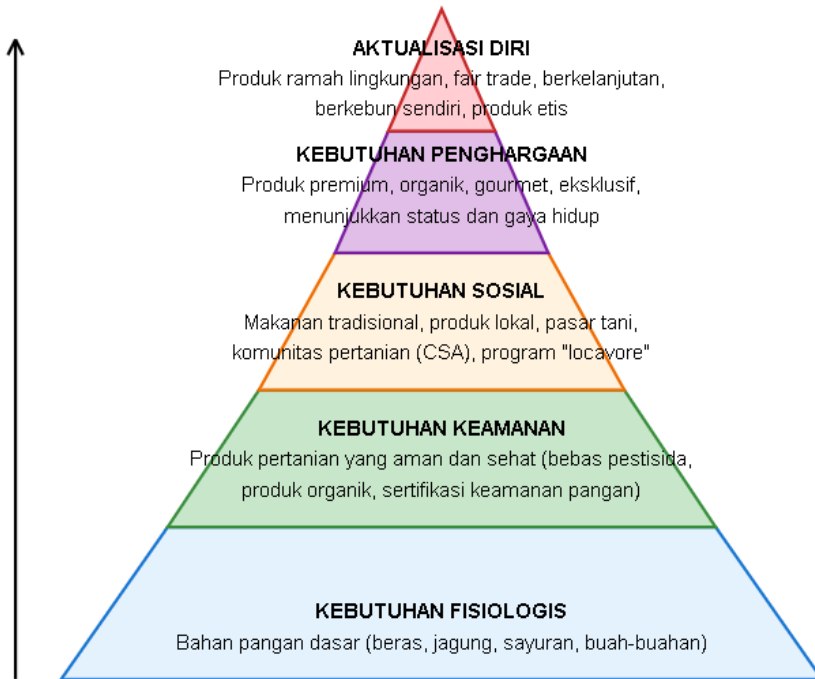 AKTUALISASI DIRI
Produk ramah lingkungan, fair trade, berkelanjutan,
berkebun sendiri, produk etis
KEBUTUHAN PENGHARGAAN
Produk premium, organik, gourmet, eksklusif,
menunjukkan status dan gaya hidup
KEBUTUHAN SOSIAL
Makanan tradisional, produk lokal, pasar tani,
komunitas pertanian (CSA), program "locavore"
KEBUTUHAN KEAMANAN
Produk pertanian yang aman dan sehat (bebas pestisida,
produk organik, sertifikasi keamanan pangan)
KEBUTUHAN FISIOLOGIS
Bahan pangan dasar (beras, jagung, sayuran, buah-buahan)